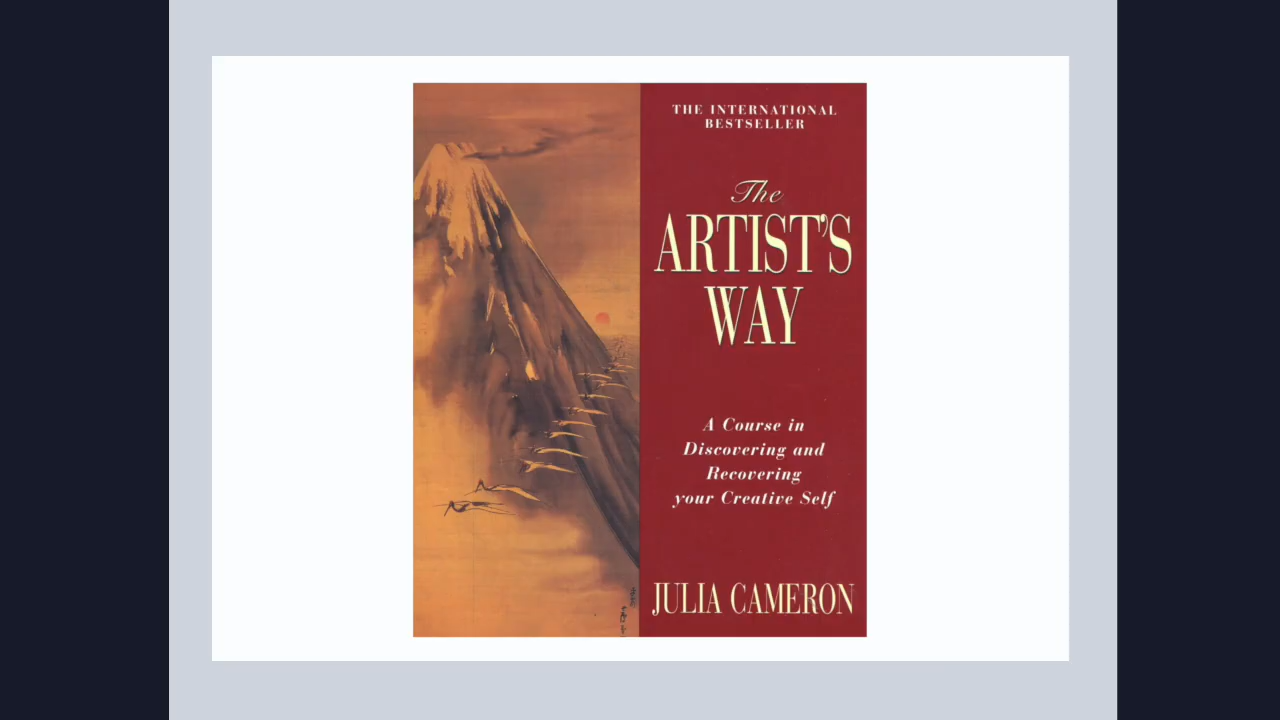 THE INTERNATIONAL
BESTSELLER
The
ARTIST'S
WAY
A Course in
Discovering and
Recovering
your Creative Self
JULIA CAMERON